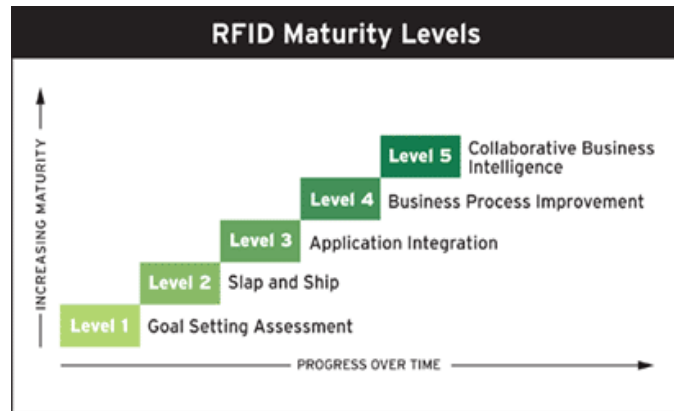 RFID Maturity Levels
INCREASING MATURITY
Level 5
Collaborative Business
Intelligence
Level 4
Business Process Improvement
Level 3
Application Integration
Level 2
Slap and Ship
Level 1
Goal Setting Assessment
PROGRESS OVER TIME